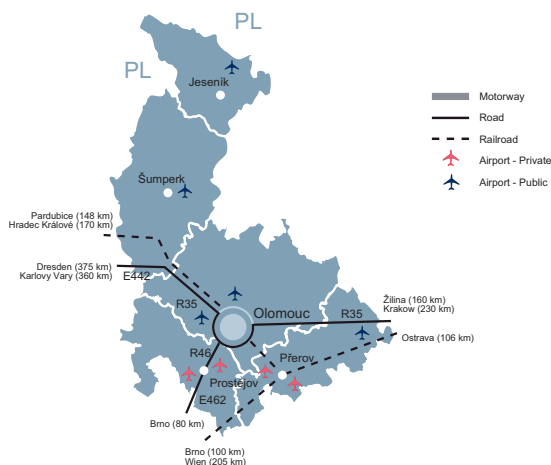 PL
PL
Jeseník
Motorway
Road
Railroad
Airport - Private
Airport - Public
Šumperk
Pardubice (148 km)
Hradec Králové (170 km)
Dresden (375 km)
Karlovy Vary (360 km)
E442
R35
Olomouc
R35
Žilina (160 km)
Krakow (230 km)
Ostrava (106 km)
R46
Přerov
Prostějov
E462
Brno (80 km)
Brno (100 km)
Wien (205 km)